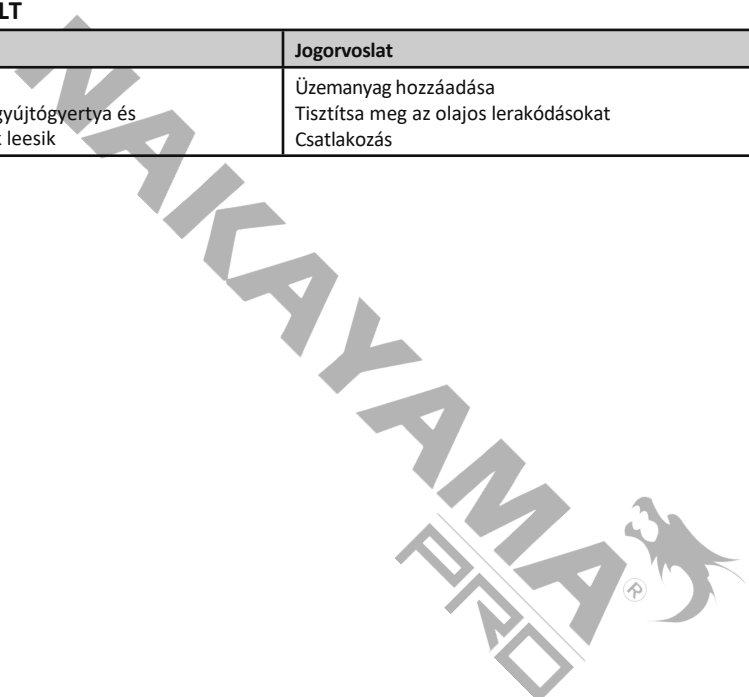 LT
Jogorvoslat
gyújtógyertya és
leesik
Üzemanyag hozzáadása
Tisztítsa meg az olajos lerakódásokat
Csatlakozás
NAKAYAMA
PRO
®